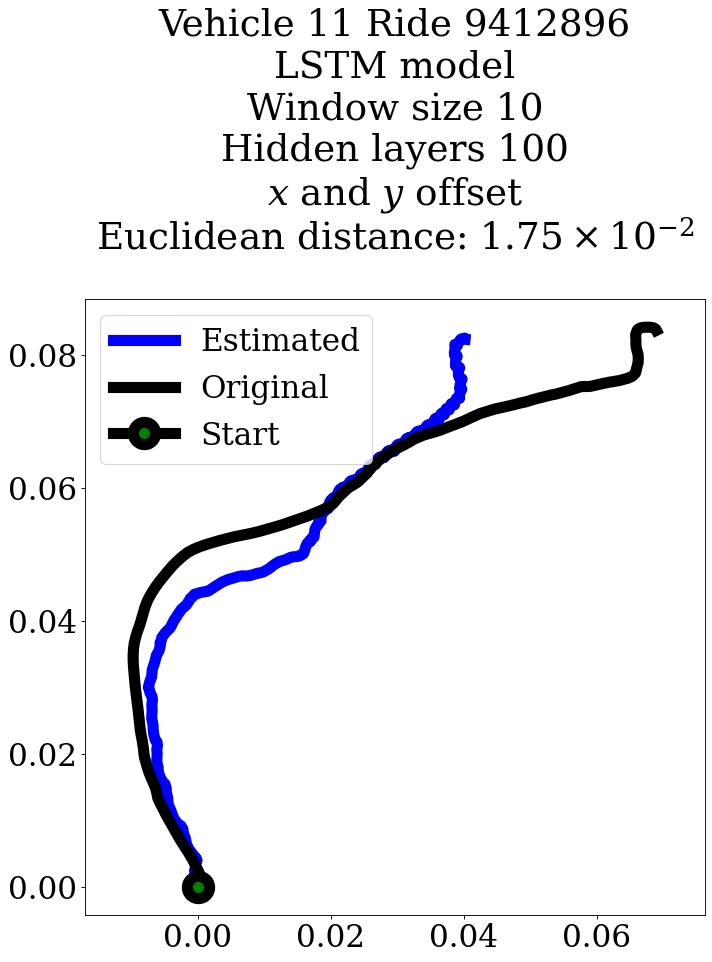 Vehicle 11 Ride 9412896
LSTM model
Window size 10
Hidden layers 100
x and y offset
Euclidean distance: 1.75 × 10⁻²
Estimated
Original
Start
0.08
0.06
0.04
0.02
0.00
0.00 0.02 0.04 0.06